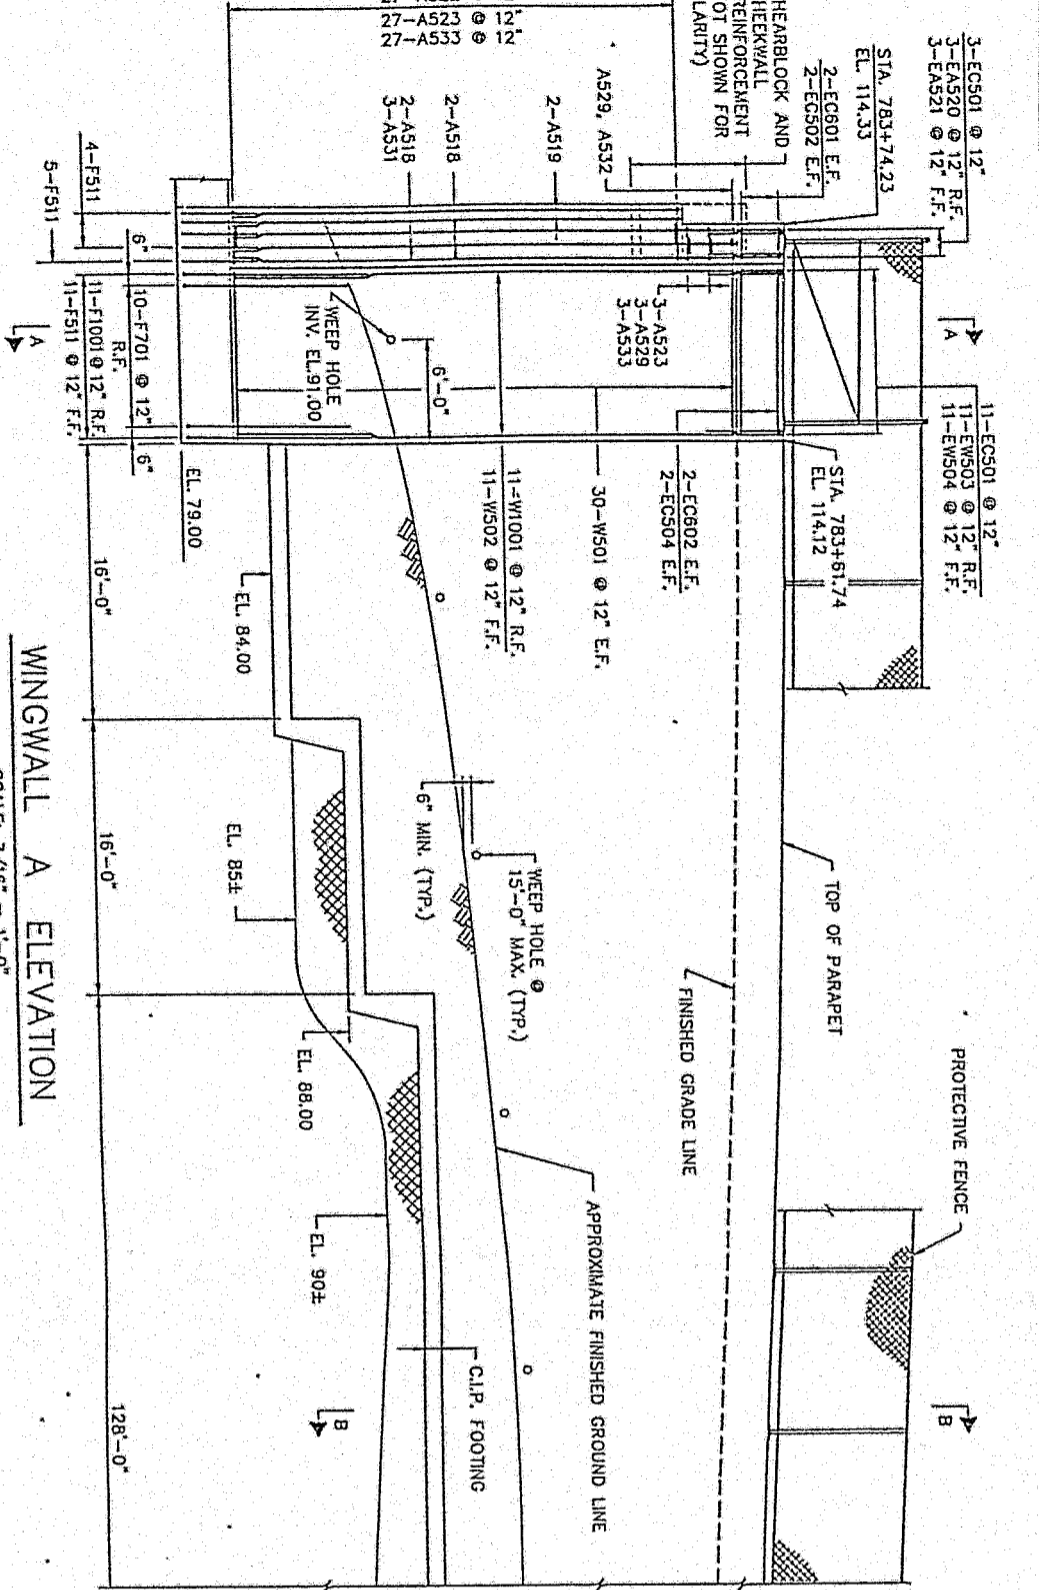 3-EC501 @ 12"
3-EA520 @ 12" R.F.
3-EA521 @ 12" F.F.
STA. 783+74.23
EL. 114.33
2-EC601 E.F.
2-EC502 E.F.
HEARBLOCK AND
HEEKWALL
REINFORCEMENT
OT SHOWN FOR
LARITY)
A529, A532
27-A523 @ 12"
27-A533 @ 12"
2-A519
2-A518
2-A518
3-A531
4-F511
5-F511
11-EC501 @ 12"
11-EW503 @ 12" R.F.
11-EW504 @ 12" F.F.
A
STA. 783+61.74
EL. 114.12
3-A523
3-A529
3-A533
2-EC602 E.F.
2-EC504 E.F.
30-W501 @ 12" E.F.
11-W1001 @ 12" R.F.
11-W502 @ 12" F.F.
6'-0"
WEEP HOLE
INV. EL.91.00
6"
10-F701 @ 12"
R.F.
11-F1001 @ 12" R.F.
11-F511 @ 12" F.F.
6"
A
EL. 79.00
16'-0"
EL. 84.00
16'-0"
EL. 85±
6" MIN. (TYP.)
WEEP HOLE @
15'-0" MAX. (TYP.)
TOP OF PARAPET
FINISHED GRADE LINE
PROTECTIVE FENCE
EL. 88.00
EL. 90±
APPROXIMATE FINISHED GROUND LINE
C.I.P. FOOTING
B
B
128'-0"
WINGWALL A ELEVATION